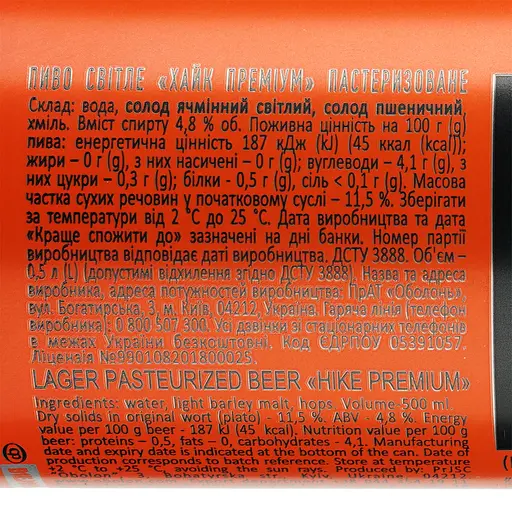 ПИВО СВІТЛЕ «ХАЙК ПРЕМІУМ» ПАСТЕРИЗОВАНЕ
Склад: вода, солод ячмінний світлий, солод пшеничний,
хміль. Вміст спирту 4,8 % об. Поживна цінність на 100 г (g)
пива: енергетична цінність 187 кДж (kJ) (45 ккал (kcal);
жири – 0 г (g), з них насичені – 0 г (g); вуглеводи – 4,1 г (g), з
них цукри – 0,3 г (g); білки - 0,5 г (g), сіль < 0,1 г (g). Масова
частка сухих речовин у початковому суслі – 11,5 %. Зберігати
за температури від 2 °С до 25 °С. Дата виробництва та дата
«Краще спожити до» зазначені на дні банки. Номер партії
виробництва відповідає даті виробництва. ДСТУ 3888. Об'єм –
0,5 л (L) (допустимі відхилення згідно ДСТУ 3888). Назва та адреса
виробника, адреса потужностей виробництва: ПрАТ «Оболонь»,
вул. Богатирська, 3, м. Київ, 04212, Україна. Гаряча лінія (телефон
виробника): 0 800 507 300. Усі дзвінки зі стаціонарних телефонів
в межах України безкоштовні. Код ЄДРПОУ 05391057.
Ліцензія №990108201800025.
LAGER PASTEURIZED BEER «HIKE PREMIUM»
Ingredients: water, light barley malt, hops. Volume-500 ml.
Dry solids in original wort (plato) - 11,5 %. ABV - 4,8 %. Energy
value per 100 g beer - 187 kJ (45 kcal). Nutrition value per 100 g
beer: proteins – 0,5, fats – 0, carbohydrates - 4,1. Manufacturing
date and expiry date is indicated at the bottom of the can. Date of
production corresponds to batch reference. Store at temperature
+2 °C to +25 °C, avoiding the sun rays. Produced by PrJSC
"Obolon", 3, Bohatyrska str., Kyiv, Ukraine, 04212